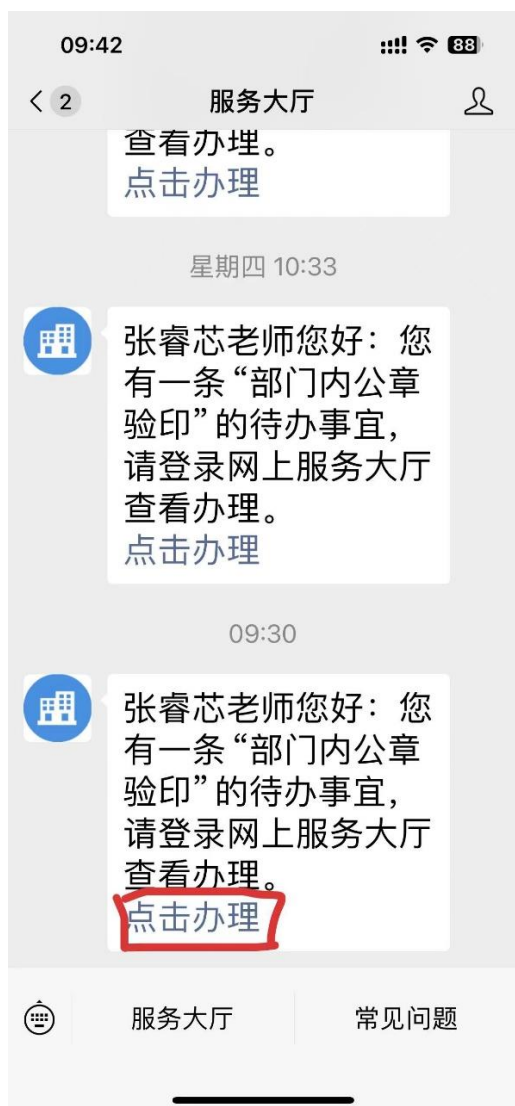 09:42
88
2
服务大厅
查看办理。
点击办理
星期四 10:33
张睿芯老师您好：您
有一条“部门内公章
验印”的待办事宜，
请登录网上服务大厅
查看办理。
点击办理
09:30
张睿芯老师您好：您
有一条“部门内公章
验印”的待办事宜，
请登录网上服务大厅
查看办理。
点击办理
服务大厅
常见问题